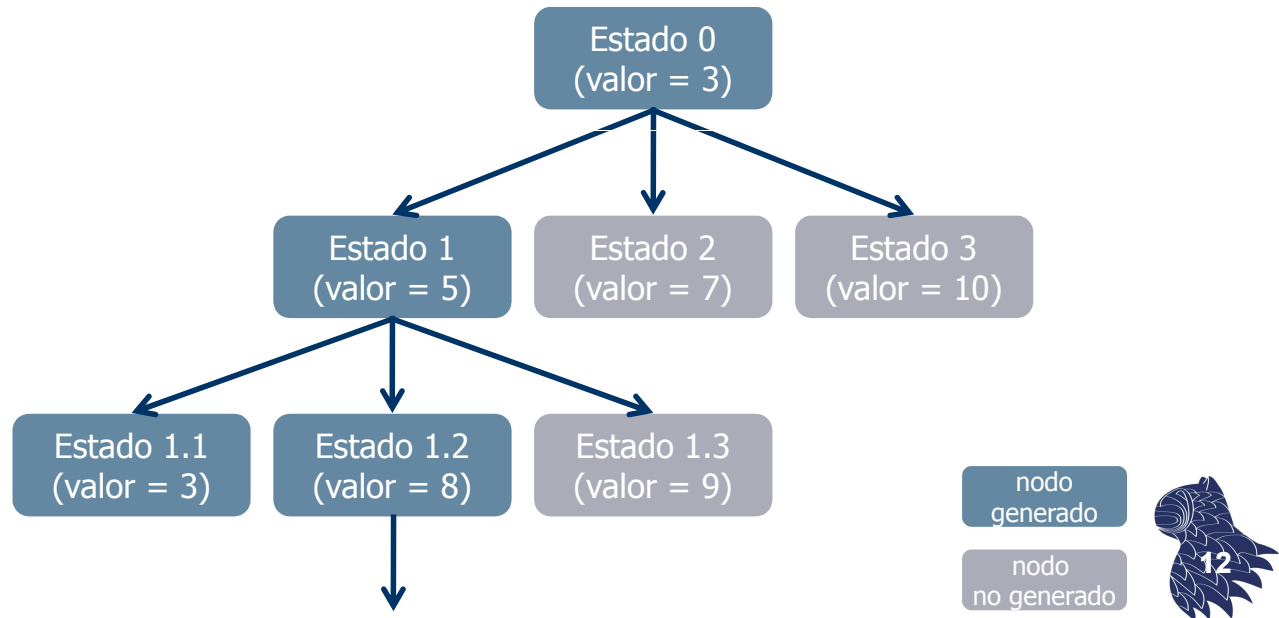 Estado 0
(valor = 3)
Estado 1
(valor = 5)
Estado 2
(valor = 7)
Estado 3
(valor = 10)
Estado 1.1
(valor = 3)
Estado 1.2
(valor = 8)
Estado 1.3
(valor = 9)
nodo
generado
nodo
no generado
12